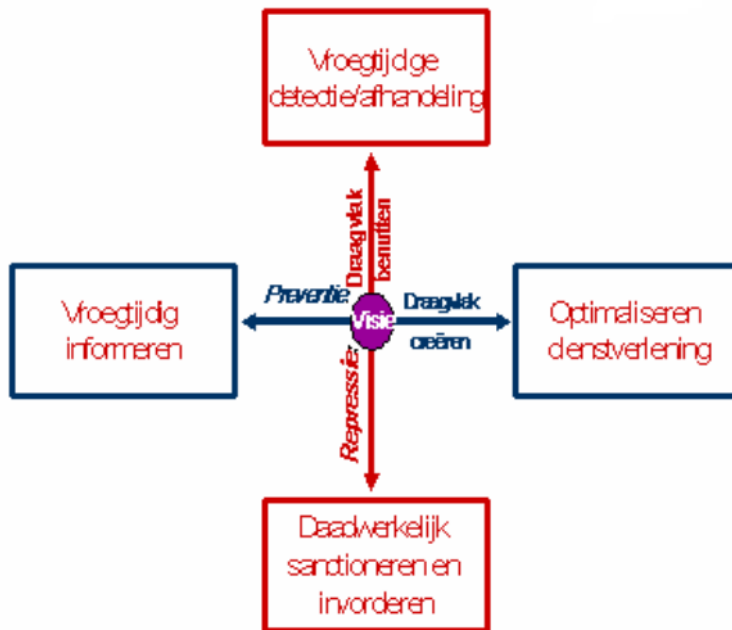 Vroegtijdige
detectie/afhandeling
Draagvlak
benutten
Vroegtijdig
informeren
Preventie:
Visie
Draagvlak
creëren
Optimaliseren
dienstverlening
Repressie:
Daadwerkelijk
sanctioneren en
invorderen